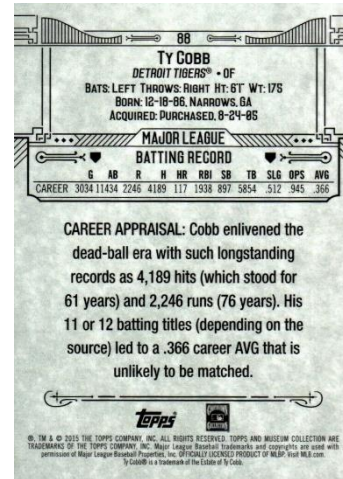 88
TY COBB
DETROIT TIGERS® • OF
BATS: LEFT THROWS: RIGHT HT: 6'1" WT: 175
BORN: 12-18-86, NARROWS, GA
ACQUIRED: PURCHASED, 8-24-05
MAJOR LEAGUE
BATTING RECORD
G AB R H HR RBI SB TB SLG OPS AVG
CAREER 3034 11434 2246 4189 117 1938 897 5854 .512 .945 .366
CAREER APPRAISAL: Cobb enlivened the
dead-ball era with such longstanding
records as 4,189 hits (which stood for
61 years) and 2,246 runs (76 years). His
11 or 12 batting titles (depending on the
source) led to a .366 career AVG that is
unlikely to be matched.
Topps
COLLECTION
®, TM & © 2015 THE TOPPS COMPANY, INC. ALL RIGHTS RESERVED. TOPPS AND MUSEUM COLLECTION ARE
TRADEMARKS OF THE TOPPS COMPANY, INC. Major League Baseball trademarks and copyrights are used with
permission of Major League Baseball Properties, Inc. OFFICIALLY LICENSED PRODUCT OF MLBP. Visit MLB.com.
Ty Cobb® is a trademark of the Estate of Ty Cobb.